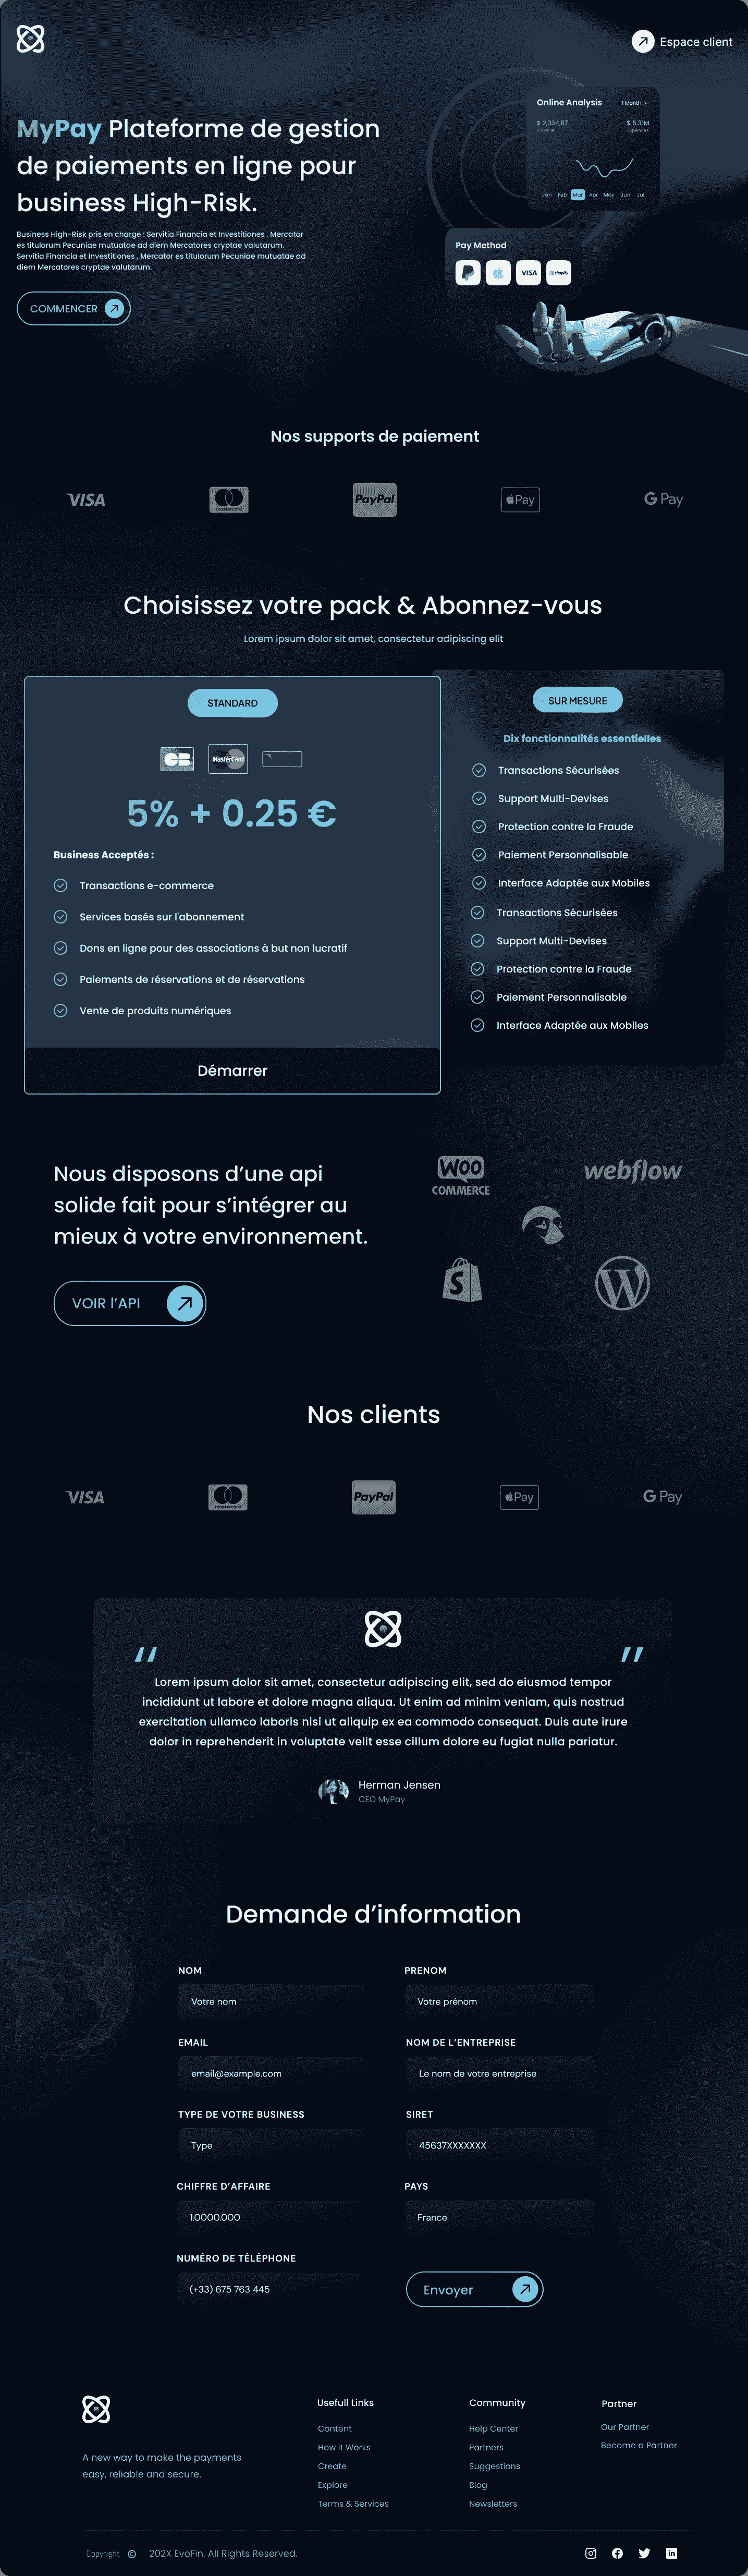 Espace client
MyPay Plateforme de gestion
de paiements en ligne pour
business High-Risk.
Business High-Risk pris en charge : Servitia Financia et Investitiones , Mercator
es titulorum Pecuniae mutuatae ad diem Mercatores cryptae valutarum.
Servitia Financia et Investitiones , Mercator es titulorum Pecuniae mutuatae ad
diem Mercatores cryptae valutarum.
COMMENCER
Online Analysis
1 Month
$ 2,334,67
$ 5.31M
Income
Expenses
Jan Feb Mar Apr May Jun Jul
Pay Method
VISA
shopify
Nos supports de paiement
VISA
mastercard
PayPal
Pay
G Pay
Choisissez votre pack & Abonnez-vous
Lorem ipsum dolor sit amet, consectetur adipiscing elit
STANDARD
CB
MasterCard
5% + 0.25 €
Business Acceptés :
Transactions e-commerce
Services basés sur l'abonnement
Dons en ligne pour des associations à but non lucratif
Paiements de réservations et de réservations
Vente de produits numériques
Démarrer
SUR MESURE
Dix fonctionnalités essentielles
Transactions Sécurisées
Support Multi-Devises
Protection contre la Fraude
Paiement Personnalisable
Interface Adaptée aux Mobiles
Transactions Sécurisées
Support Multi-Devises
Protection contre la Fraude
Paiement Personnalisable
Interface Adaptée aux Mobiles
Nous disposons d’une api
solide fait pour s’intégrer au
mieux à votre environnement.
VOIR l’API
WOO
COMMERCE
webflow
Nos clients
VISA
mastercard
PayPal
Pay
G Pay
Lorem ipsum dolor sit amet, consectetur adipiscing elit, sed do eiusmod tempor
incididunt ut labore et dolore magna aliqua. Ut enim ad minim veniam, quis nostrud
exercitation ullamco laboris nisi ut aliquip ex ea commodo consequat. Duis aute irure
dolor in reprehenderit in voluptate velit esse cillum dolore eu fugiat nulla pariatur.
Herman Jensen
CEO MyPay
Demande d’information
NOM
Votre nom
PRENOM
Votre prénom
EMAIL
email@example.com
NOM DE L’ENTREPRISE
Le nom de votre entreprise
TYPE DE VOTRE BUSINESS
Type
SIRET
45637XXXXXXX
CHIFFRE D’AFFAIRE
1.0000.000
PAYS
France
NUMÉRO DE TÉLÉPHONE
(+33) 675 763 445
Envoyer
A new way to make the payments
easy, reliable and secure.
Usefull Links
Content
How it Works
Create
Explore
Terms & Services
Community
Help Center
Partners
Suggestions
Blog
Newsletters
Partner
Our Partner
Become a Partner
Copyright © 202X EvoFin. All Rights Reserved.